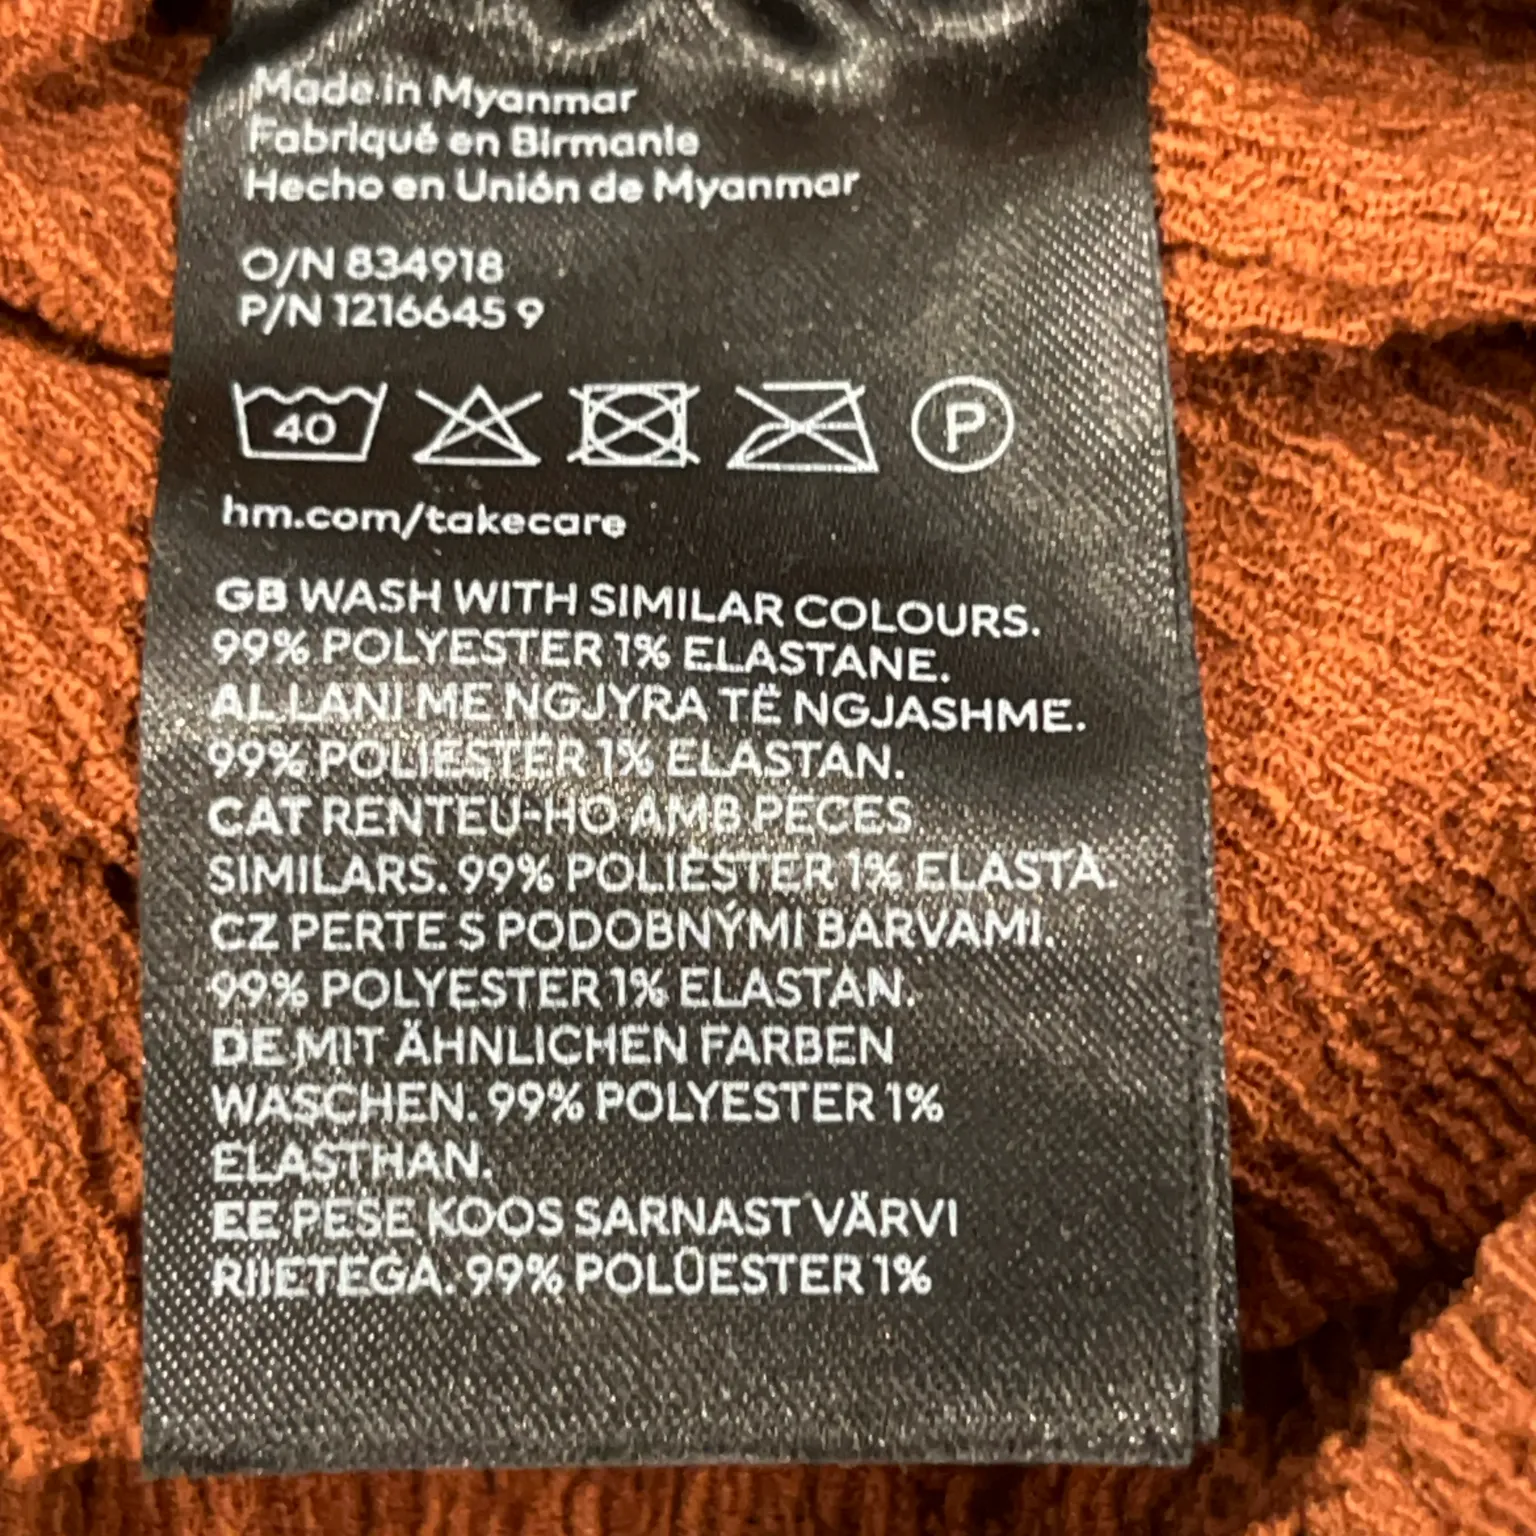 Made in Myanmar
Fabriqué en Birmanie
Hecho en Unión de Myanmar
O/N 834918
P/N 1216645 9
40 P
hm.com/takecare
GB WASH WITH SIMILAR COLOURS.
99% POLYESTER 1% ELASTANE.
AL LANI ME NGJYRA TË NGJASHME.
99% POLIESTER 1% ELASTAN.
CAT RENTEU-HO AMB PECES
SIMILARS. 99% POLIÈSTER 1% ELASTÀ.
CZ PERTE S PODOBNÝMI BARVAMI.
99% POLYESTER 1% ELASTAN.
DE MIT ÄHNLICHEN FARBEN
WASCHEN. 99% POLYESTER 1%
ELASTHAN.
EE PESE KOOS SARNAST VÄRVI
RIIETEGA. 99% POLÜESTER 1%